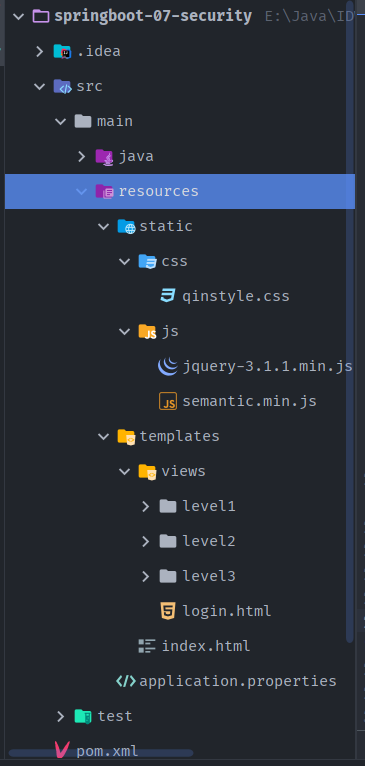 springboot-07-security E:\Java\ID
.idea
src
main
java
resources
static
css
qinstyle.css
js
jquery-3.1.1.min.js
semantic.min.js
templates
views
level1
level2
level3
login.html
index.html
application.properties
test
pom.xml